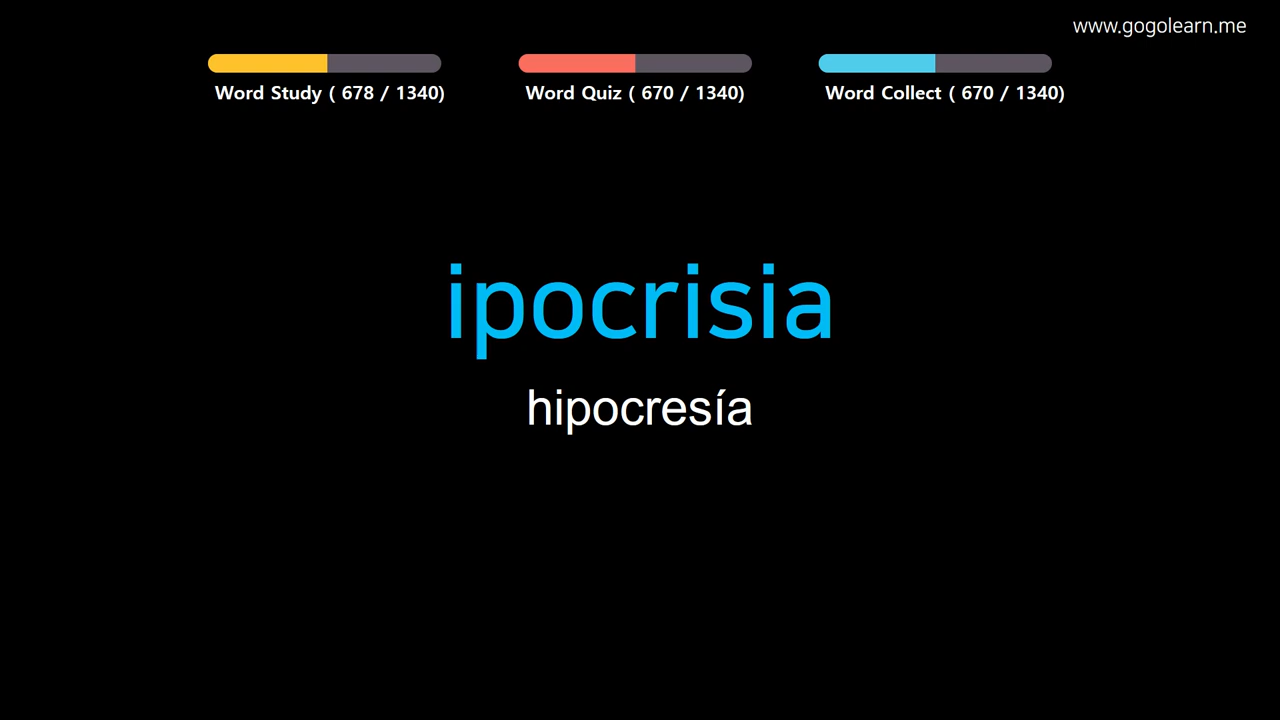 www.gogolearn.me
Word Study ( 678 / 1340)
Word Quiz ( 670 / 1340)
Word Collect ( 670 / 1340)
ipocrisia
hipocresía